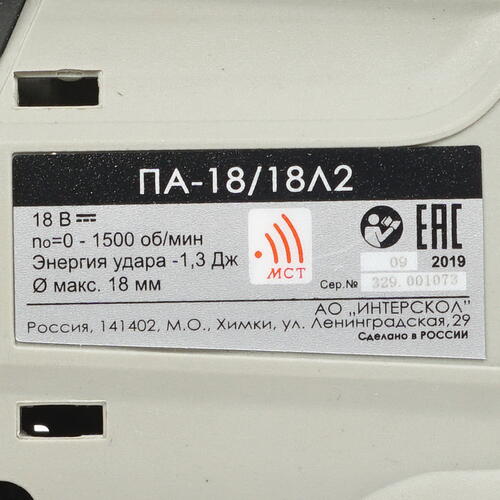 ПА-18/18Л2
18 В
n₀=0 - 1500 об/мин
Энергия удара -1,3 Дж
Ø макс. 18 мм
МСТ
EAC
09 2019
Сер.№ 329.001073
АО „ИНТЕРСКОЛ"
Россия, 141402, М.О., Химки, ул. Ленинградская, 29
Сделано в РОССИИ